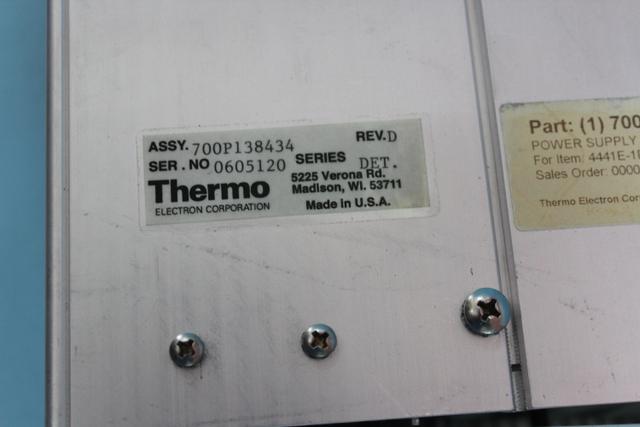 ASSY. 700P138434 REV. D
SER. NO 0605120 SERIES DET.
Thermo 5225 Verona Rd.
Madison, WI. 53711
ELECTRON CORPORATION Made in U.S.A.
Part: (1) 700
POWER SUPPLY
For Item: 4441E-1
Sales Order: 0000
Thermo Electron Cor